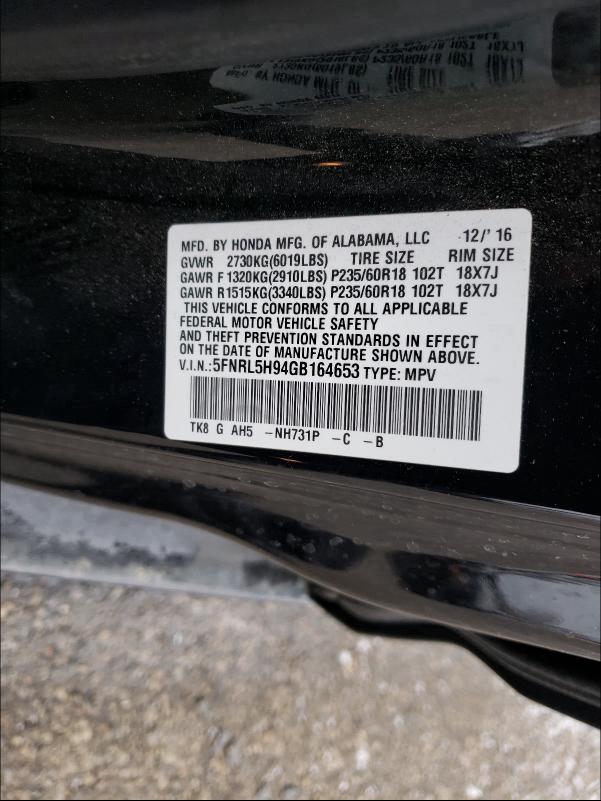 MFD. BY HONDA MFG. OF ALABAMA, LLC 12/' 16
GVWR 2730KG(6019LBS) TIRE SIZE RIM SIZE
GAWR F 1320KG(2910LBS) P235/60R18 102T 18X7J
GAWR R1515KG(3340LBS) P235/60R18 102T 18X7J
THIS VEHICLE CONFORMS TO ALL APPLICABLE
FEDERAL MOTOR VEHICLE SAFETY
AND THEFT PREVENTION STANDARDS IN EFFECT
ON THE DATE OF MANUFACTURE SHOWN ABOVE.
V.I.N.:5FNRL5H94GB164653 TYPE: MPV
TK8 G AH5 -NH731P -C -B